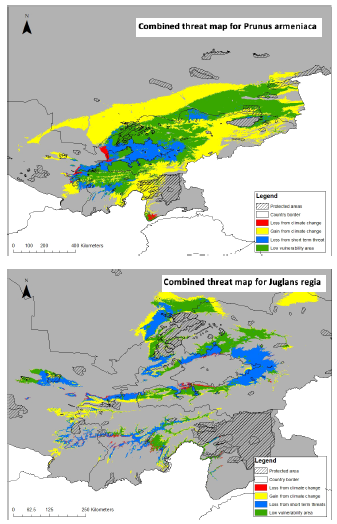 Combined threat map for Prunus armeniaca
N
Legend
Protected areas
Country border
Loss from climate change
Gain from climate change
Loss from short term threat
Low vulnerability area
0 100 200 400 Kilometers
Combined threat map for Juglans regia
N
Legend
Protected area
Country border
Loss from climate change
Gain from climate change
Loss from short term threats
Low vulnerability area
0 62.5 125 250 Kilometers